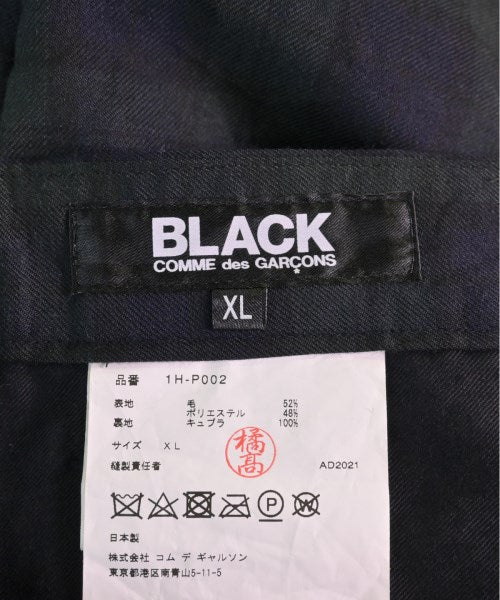 BLACK
COMME des GARÇONS
XL
品番 1H-P002
表地 毛 52%
ポリエステル 48%
裏地 キュプラ 100%
サイズ XL
橘高
縫製責任者 AD2021
P W
日本製
株式会社 コム デ ギャルソン
東京都港区南青山5-11-5